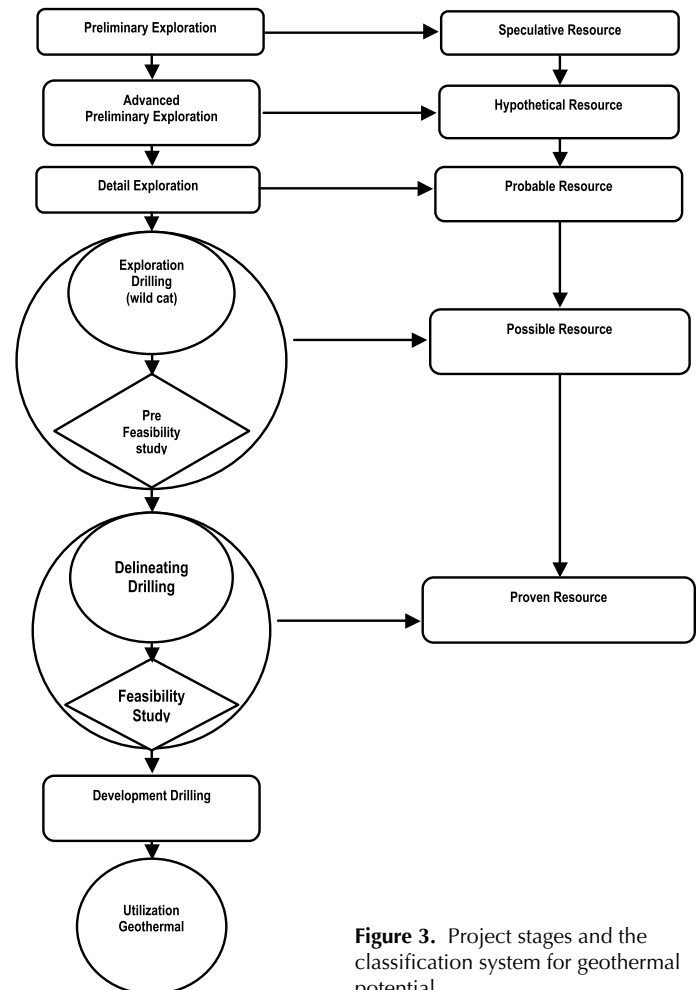 Preliminary Exploration
Speculative Resource
Advanced
Preliminary Exploration
Hypothetical Resource
Detail Exploration
Probable Resource
Exploration
Drilling
(wild cat)
Possible Resource
Pre
Feasibility
study
Delineating
Drilling
Proven Resource
Feasibility
Study
Development Drilling
Utilization
Geothermal
Figure 3. Project stages and the
classification system for geothermal
potential